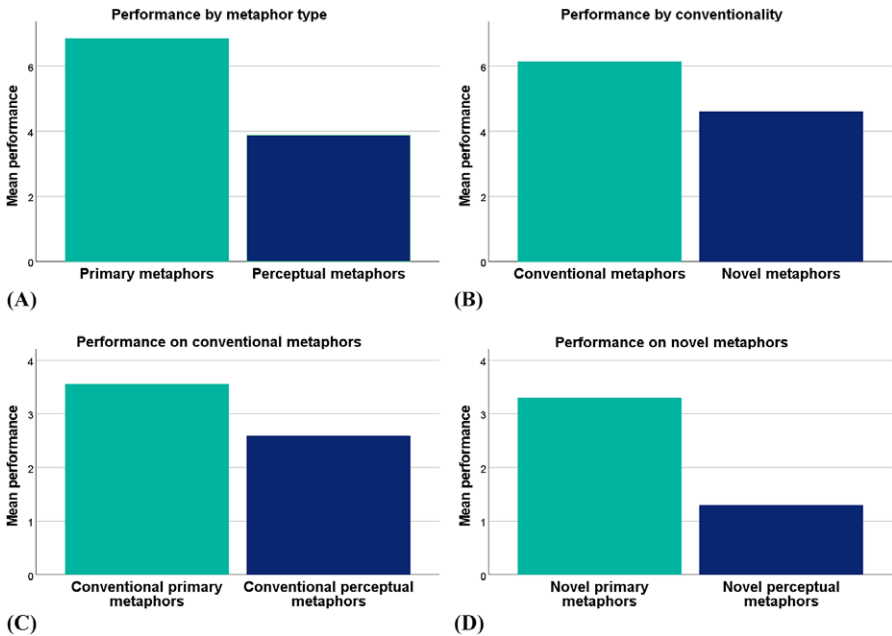 Performance by metaphor type
Mean performance
6
4
2
0
Primary metaphors
Perceptual metaphors
(A)
Performance by conventionality
Mean performance
6
4
2
0
Conventional metaphors
Novel metaphors
(B)
Performance on conventional metaphors
Mean performance
4
3
2
1
0
Conventional primary
metaphors
Conventional perceptual
metaphors
(C)
Performance on novel metaphors
Mean performance
4
3
2
1
0
Novel primary
metaphors
Novel perceptual
metaphors
(D)